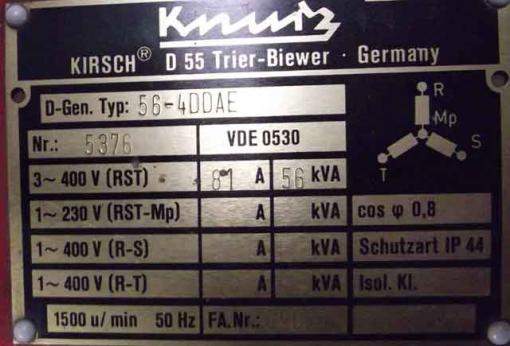 Knurz
KIRSCH® D 55 Trier-Biewer · Germany
D-Gen. Typ: 56-4DDAE
Nr.: 5376 VDE 0530
3~ 400 V (RST) 81 A 56 kVA
1~ 230 V (RST-Mp) A kVA cos φ 0,8
1~ 400 V (R-S) A kVA Schutzart IP 44
1~ 400 V (R-T) A kVA Isol. Kl.
1500 u/min 50 Hz FA.Nr.:
R
Mp
S
T